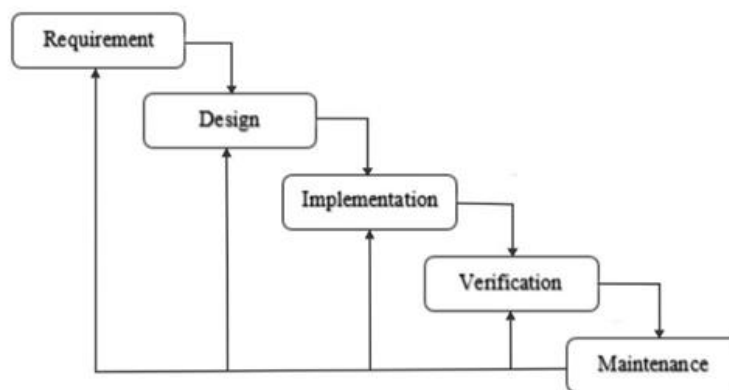 Requirement
Design
Implementation
Verification
Maintenance